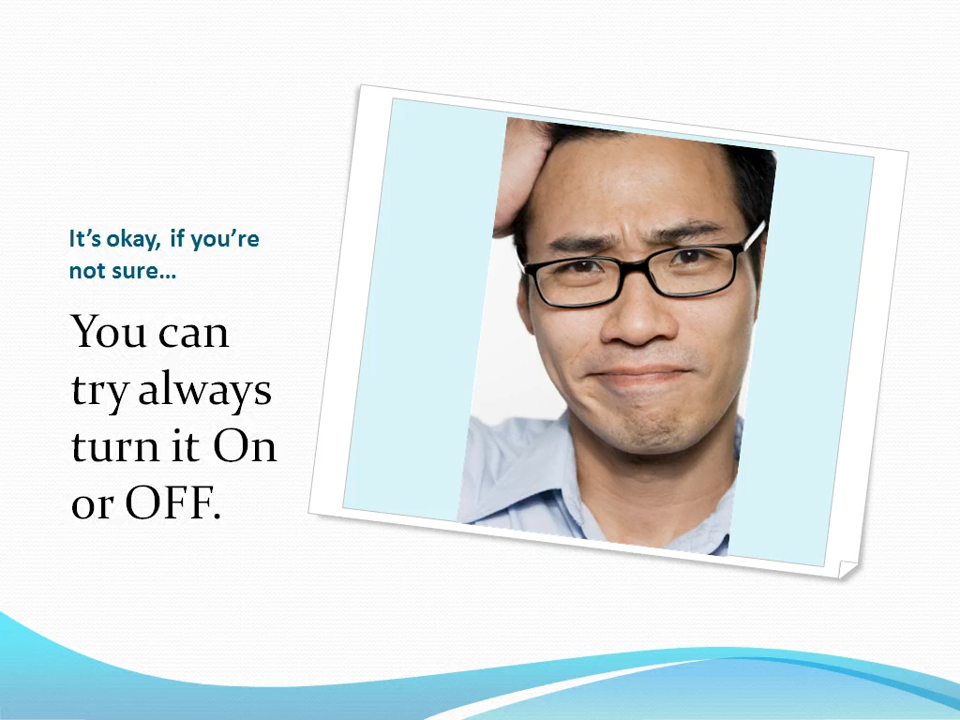 It’s okay, if you’re
not sure…
You can
try always
turn it On
or OFF.